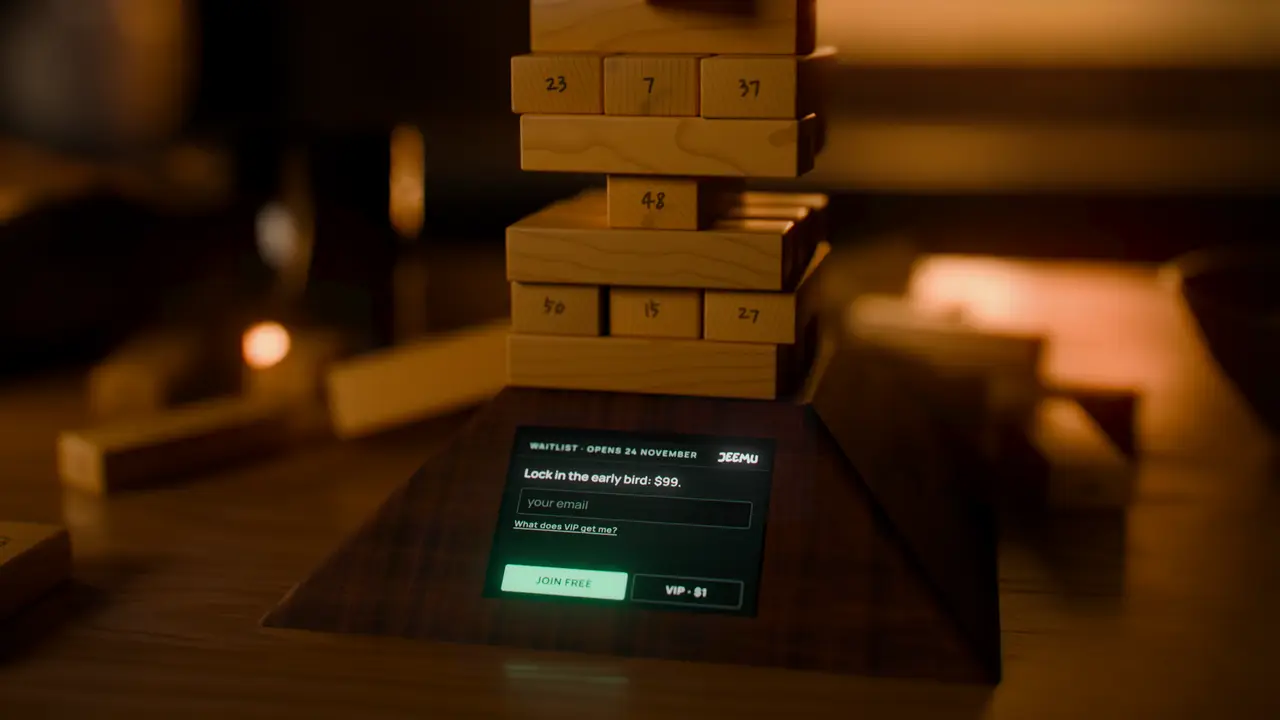 23 7 37
48
50 15 27
WAITLIST · OPENS 24 NOVEMBER JEEMU
Lock in the early bird: $99.
your email
What does VIP get me?
JOIN FREE VIP · $1